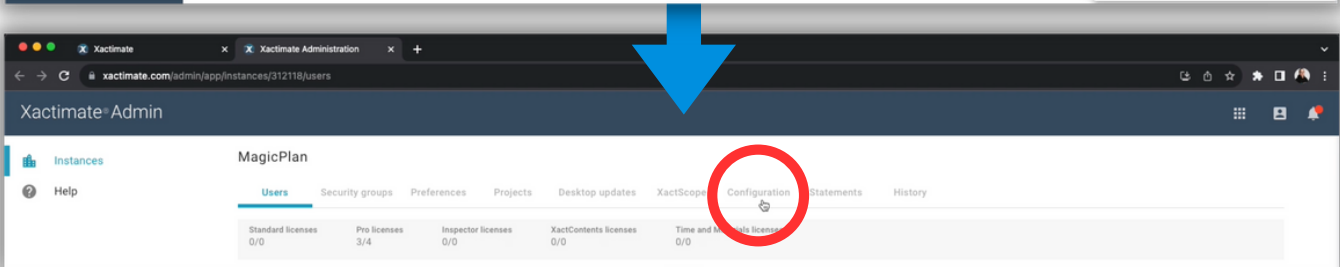 Xactimate
Xactimate Administration
xactimate.com/admin/app/instances/312118/users
Xactimate® Admin
Instances
Help
MagicPlan
Users Security groups Preferences Projects Desktop updates XactScope Configuration Statements History
Standard licenses Pro licenses Inspector licenses XactContents licenses Time and Materials licenses
0/0 3/4 0/0 0/0 0/0